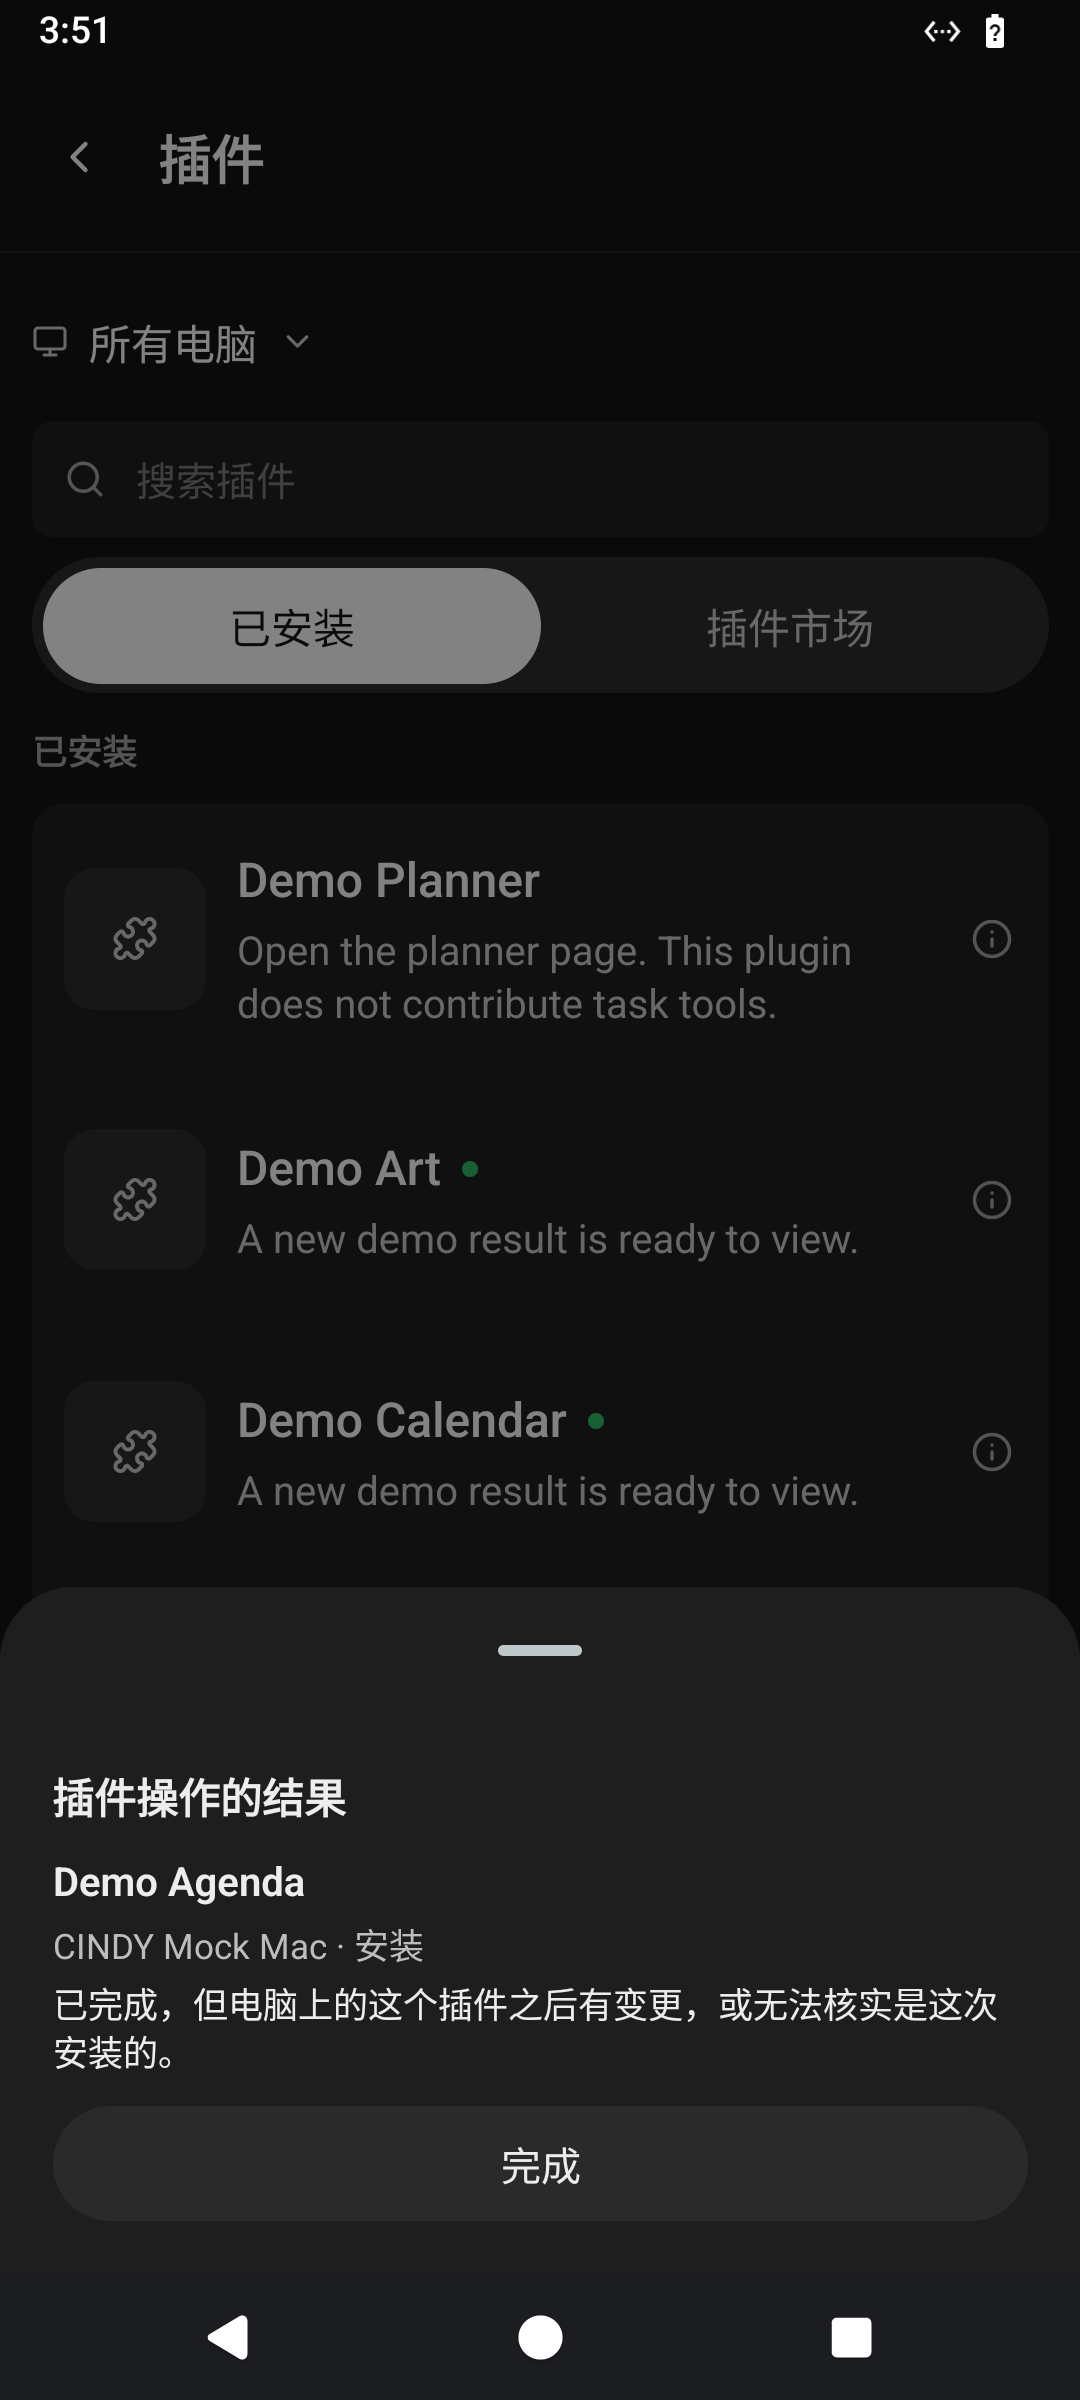 3:51
插件
所有电脑
搜索插件
已安装
插件市场
已安装
Demo Planner
Open the planner page. This plugin
does not contribute task tools.
Demo Art
A new demo result is ready to view.
Demo Calendar
A new demo result is ready to view.
插件操作的结果
Demo Agenda
CINDY Mock Mac · 安装
已完成，但电脑上的这个插件之后有变更，或无法核实是这次
安装的。
完成